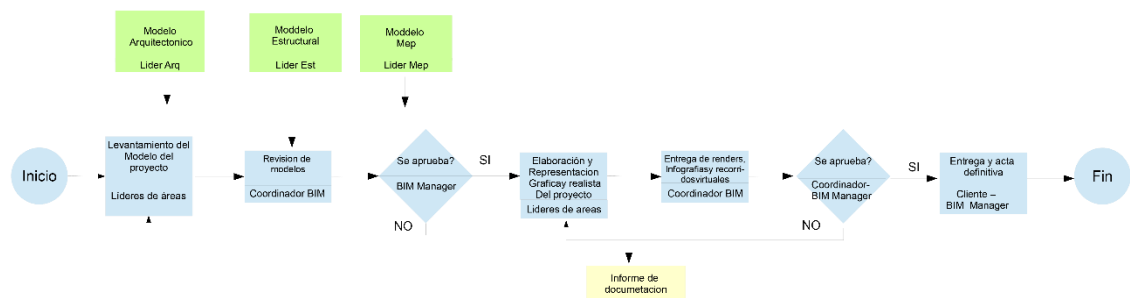 Modelo
Arquitectonico
Lider Arq
Moddelo
Estructural
Lider Est
Moddelo
Mep
Lider Mep
Inicio
Levantamiento del
Modelo del
proyecto
Lideres de áreas
Revision de
modelos
Coordinador BIM
Se aprueba?
BIM Manager
SI
NO
Elaboración y
Representacion
Graficay realista
Del proyecto
Lideres de areas
Entrega de renders,
Infografiasy recorri-
dosvirtuales
Coordinador BIM
Se aprueba?
Coordinador-
BIM Manager
SI
NO
Entrega y acta
definitiva
Cliente –
BIM Manager
Fin
Informe de
documetacion